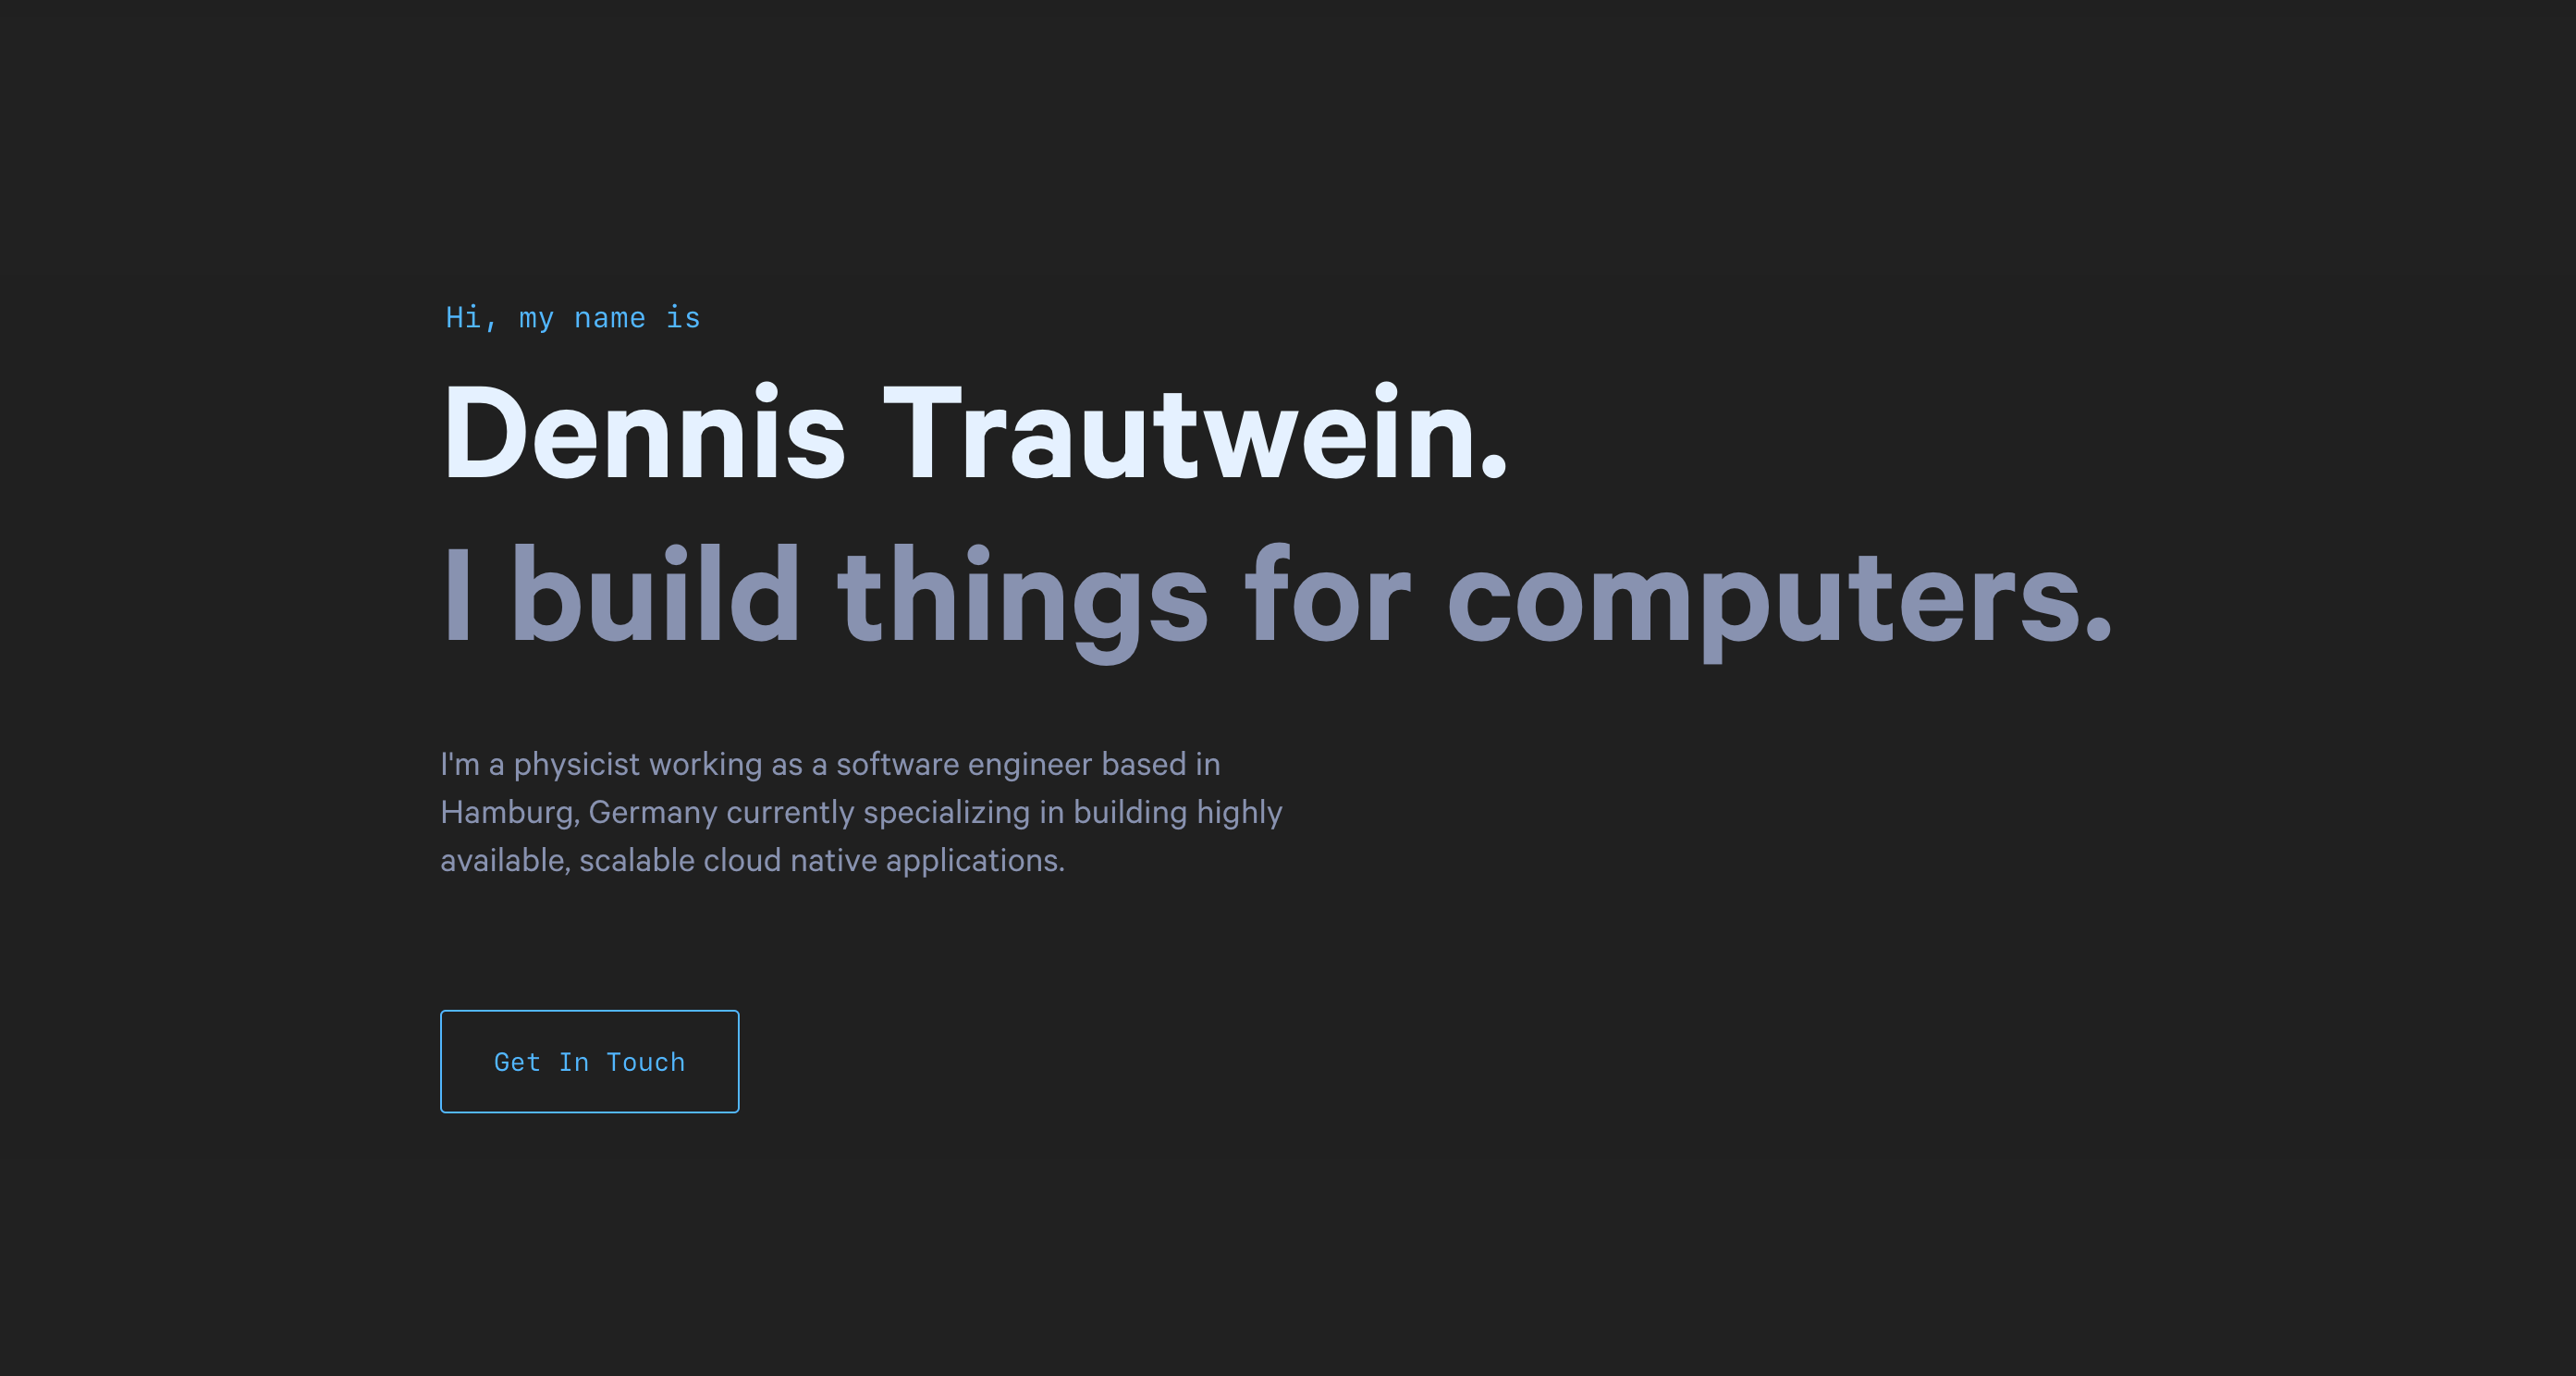 Hi, my name is
Dennis Trautwein.
I build things for computers.
I'm a physicist working as a software engineer based in
Hamburg, Germany currently specializing in building highly
available, scalable cloud native applications.
Get In Touch